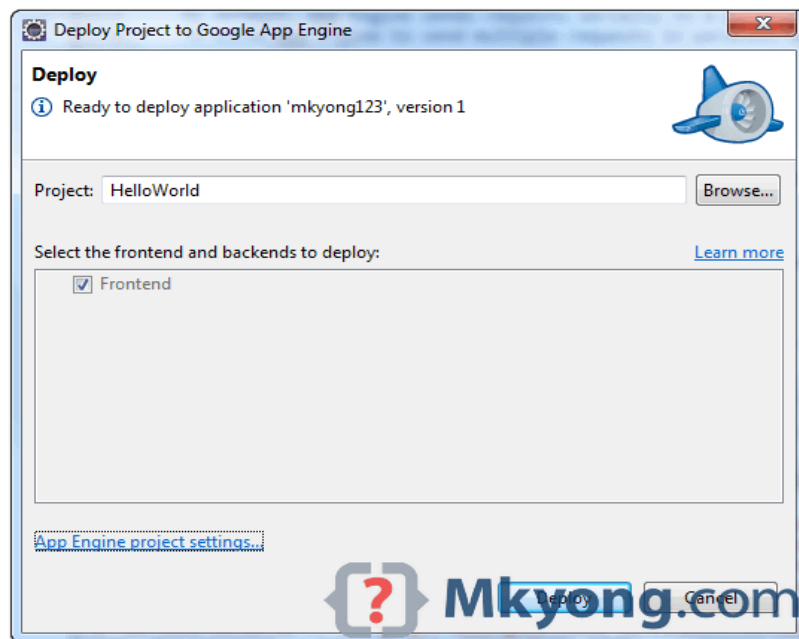 Deploy Project to Google App Engine
Deploy
Ready to deploy application 'mkyong123', version 1
Project: HelloWorld Browse...
Select the frontend and backends to deploy: Learn more
Frontend
App Engine project settings...
Deploy Cancel
Mkyong.com